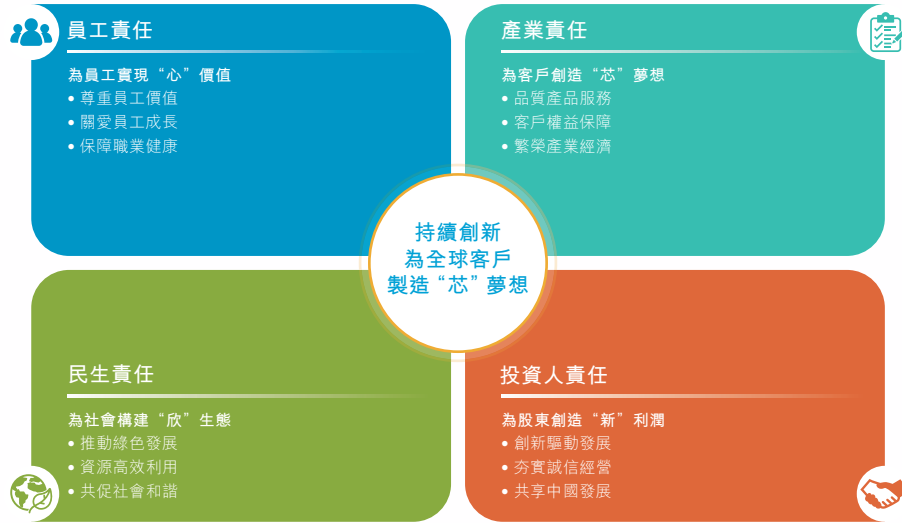 員工責任
為員工實現“心”價值
• 尊重員工價值
• 關愛員工成長
• 保障職業健康
產業責任
為客戶創造“芯”夢想
• 品質產品服務
• 客戶權益保障
• 繁榮產業經濟
持續創新
為全球客戶
製造“芯”夢想
民生責任
為社會構建“欣”生態
• 推動綠色發展
• 資源高效利用
• 共促社會和諧
投資人責任
為股東創造“新”利潤
• 創新驅動發展
• 夯實誠信經營
• 共享中國發展